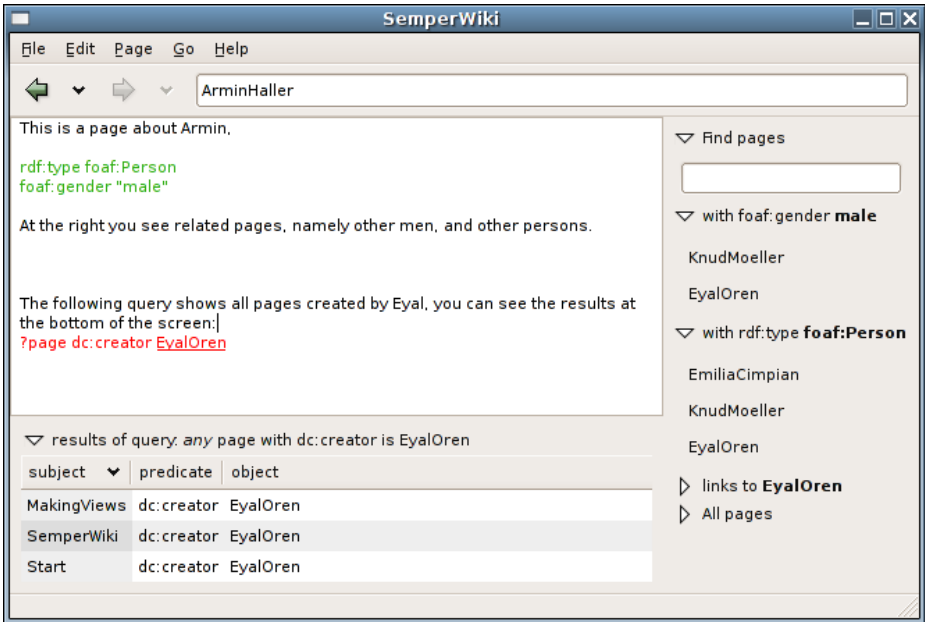 SemperWiki
File Edit Page Go Help
ArminHaller
This is a page about Armin,
rdf:type foaf:Person
foaf:gender "male"
At the right you see related pages, namely other men, and other persons.
The following query shows all pages created by Eyal, you can see the results at
the bottom of the screen:
?page dc:creator EyalOren
results of query: any page with dc:creator is EyalOren
subject predicate object
MakingViews dc:creator EyalOren
SemperWiki dc:creator EyalOren
Start dc:creator EyalOren
Find pages
with foaf:gender male
KnudMoeller
EyalOren
with rdf:type foaf:Person
EmiliaCimpian
KnudMoeller
EyalOren
links to EyalOren
All pages